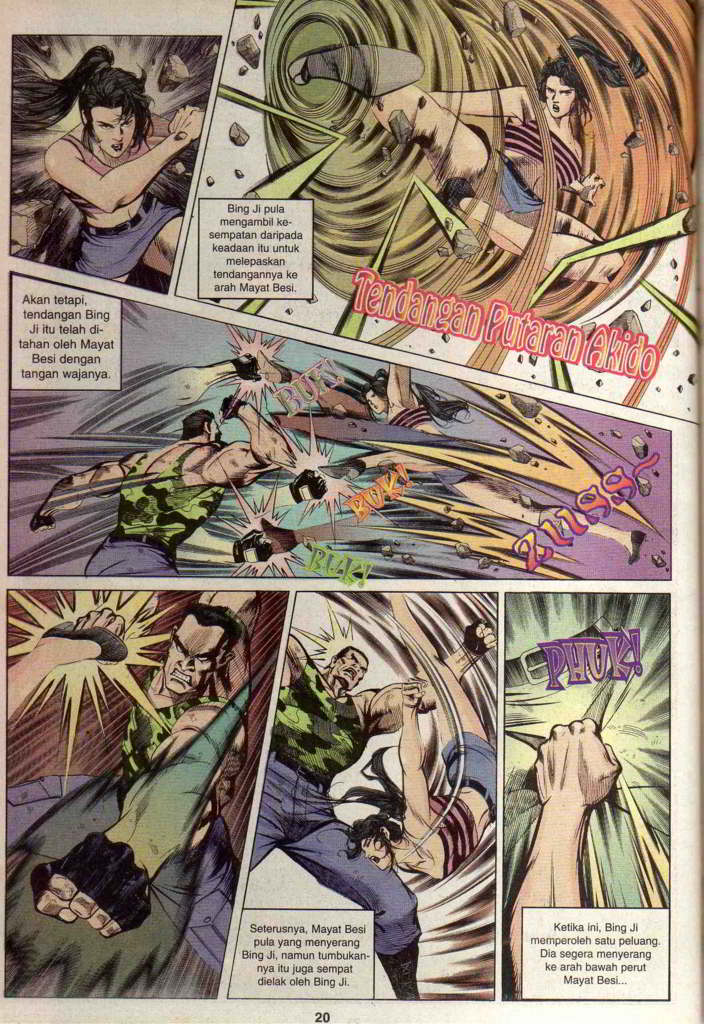 Bing Ji pula
mengambil ke-
sempatan daripada
keadaan itu untuk
melepaskan
tendangannya ke
arah Mayat Besi.
Tendangan Putaran Akido
Akan tetapi,
tendangan Bing
Ji itu telah di-
tahan oleh Mayat
Besi dengan
tangan wajanya.
BUK!
BUK!
BUK!
Zussss~
PHUK!
Seterusnya, Mayat Besi
pula yang menyerang
Bing Ji, namun tumbukan-
nya itu juga sempat
dielak oleh Bing Ji.
Ketika ini, Bing Ji
memperoleh satu peluang.
Dia segera menyerang
ke arah bawah perut
Mayat Besi...
20